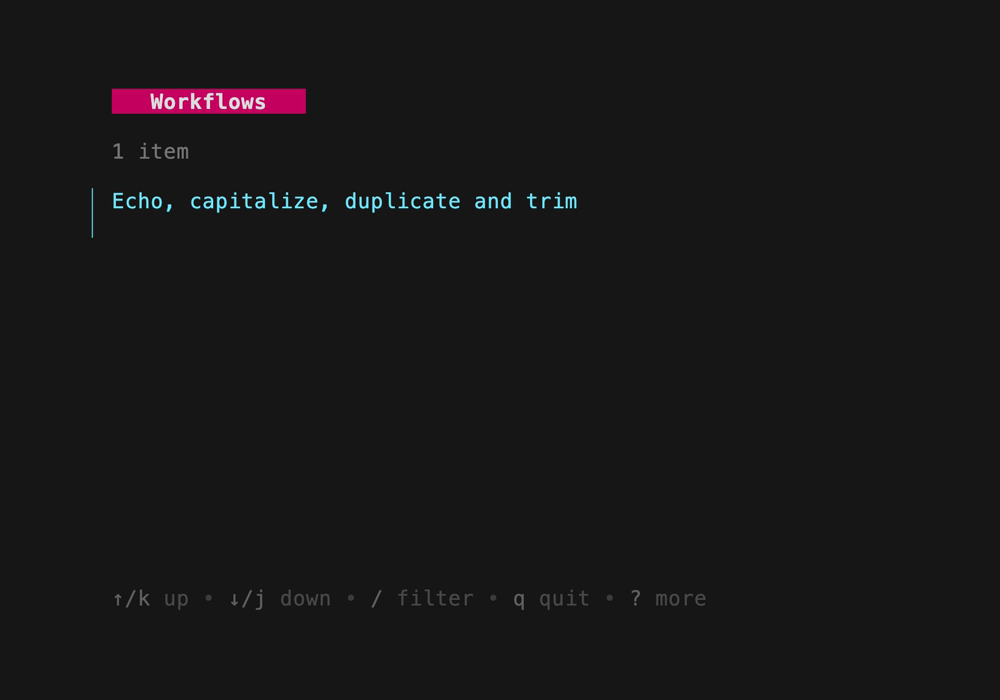 Workflows
1 item
Echo, capitalize, duplicate and trim
↑/k up • ↓/j down • / filter • q quit • ? more